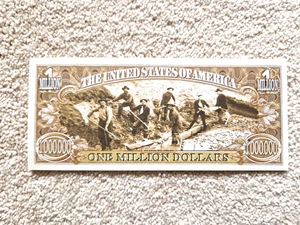 1 MILLION
THE UNITED STATES OF AMERICA
1 MILLION
1000000
1000000
ONE MILLION DOLLARS